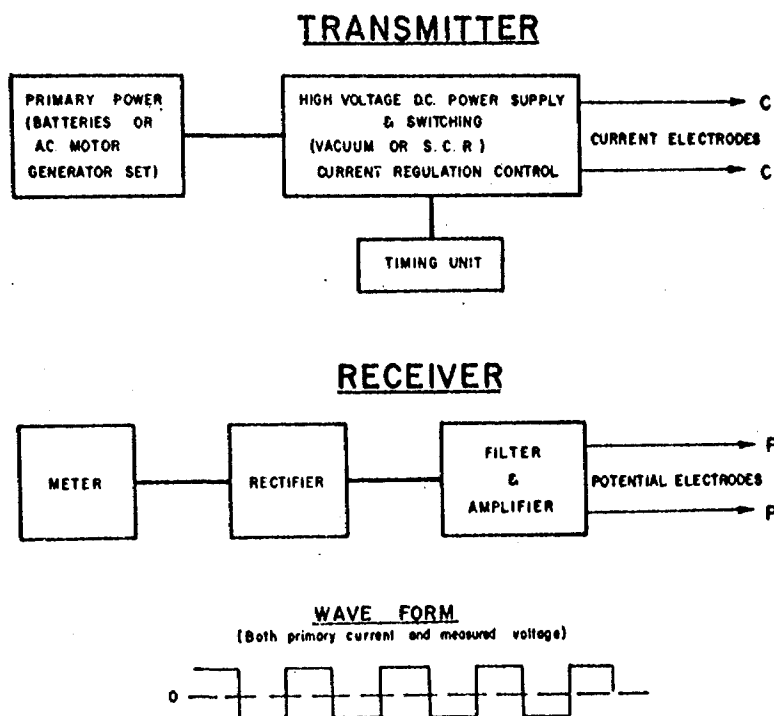 TRANSMITTER
PRIMARY POWER
(BATTERIES OR
A.C. MOTOR
GENERATOR SET)
HIGH VOLTAGE D.C. POWER SUPPLY
& SWITCHING
(VACUUM OR S.C.R)
CURRENT REGULATION CONTROL
C
CURRENT ELECTRODES
C
TIMING UNIT
RECEIVER
METER
RECTIFIER
FILTER
&
AMPLIFIER
P
POTENTIAL ELECTRODES
P
WAVE FORM
(Both primary current and measured voltage)
0